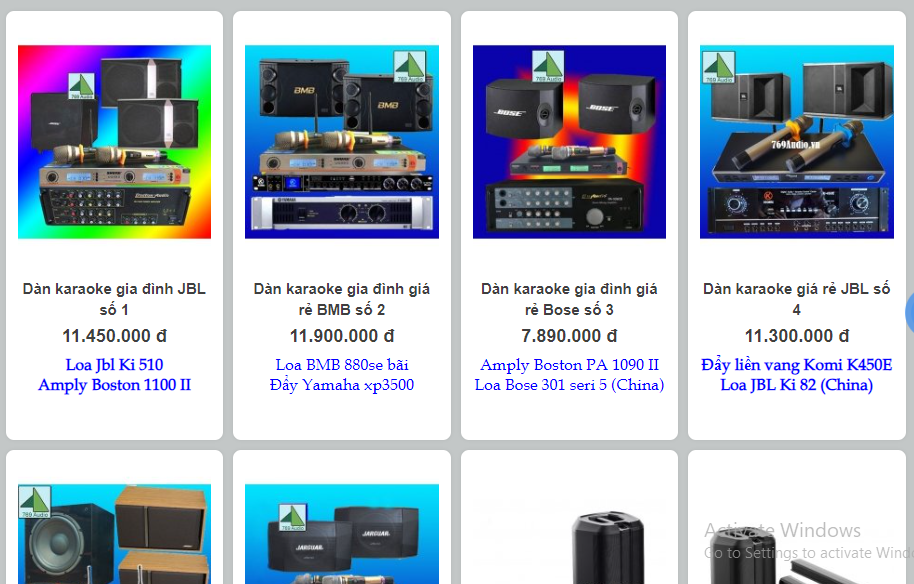 769 Audio
769 Audio
BMB
BMB
769 Audio
BOSE
BOSE
769 Audio
769Audio.vn
YAMAHA
Dàn karaoke gia đình JBL
số 1
11.450.000 đ
Loa Jbl Ki 510
Amply Boston 1100 II
Dàn karaoke gia đình giá
rẻ BMB số 2
11.900.000 đ
Loa BMB 880se bãi
Đẩy Yamaha xp3500
Dàn karaoke gia đình giá
rẻ Bose số 3
7.890.000 đ
Amply Boston PA 1090 II
Loa Bose 301 seri 5 (China)
Dàn karaoke giá rẻ JBL số
4
11.300.000 đ
Đẩy liền vang Komi K450E
Loa JBL Ki 82 (China)
769 Audio
769 Audio
JARGUAR
JARGUAR
Activate Windows
Go to Settings to activate Windo